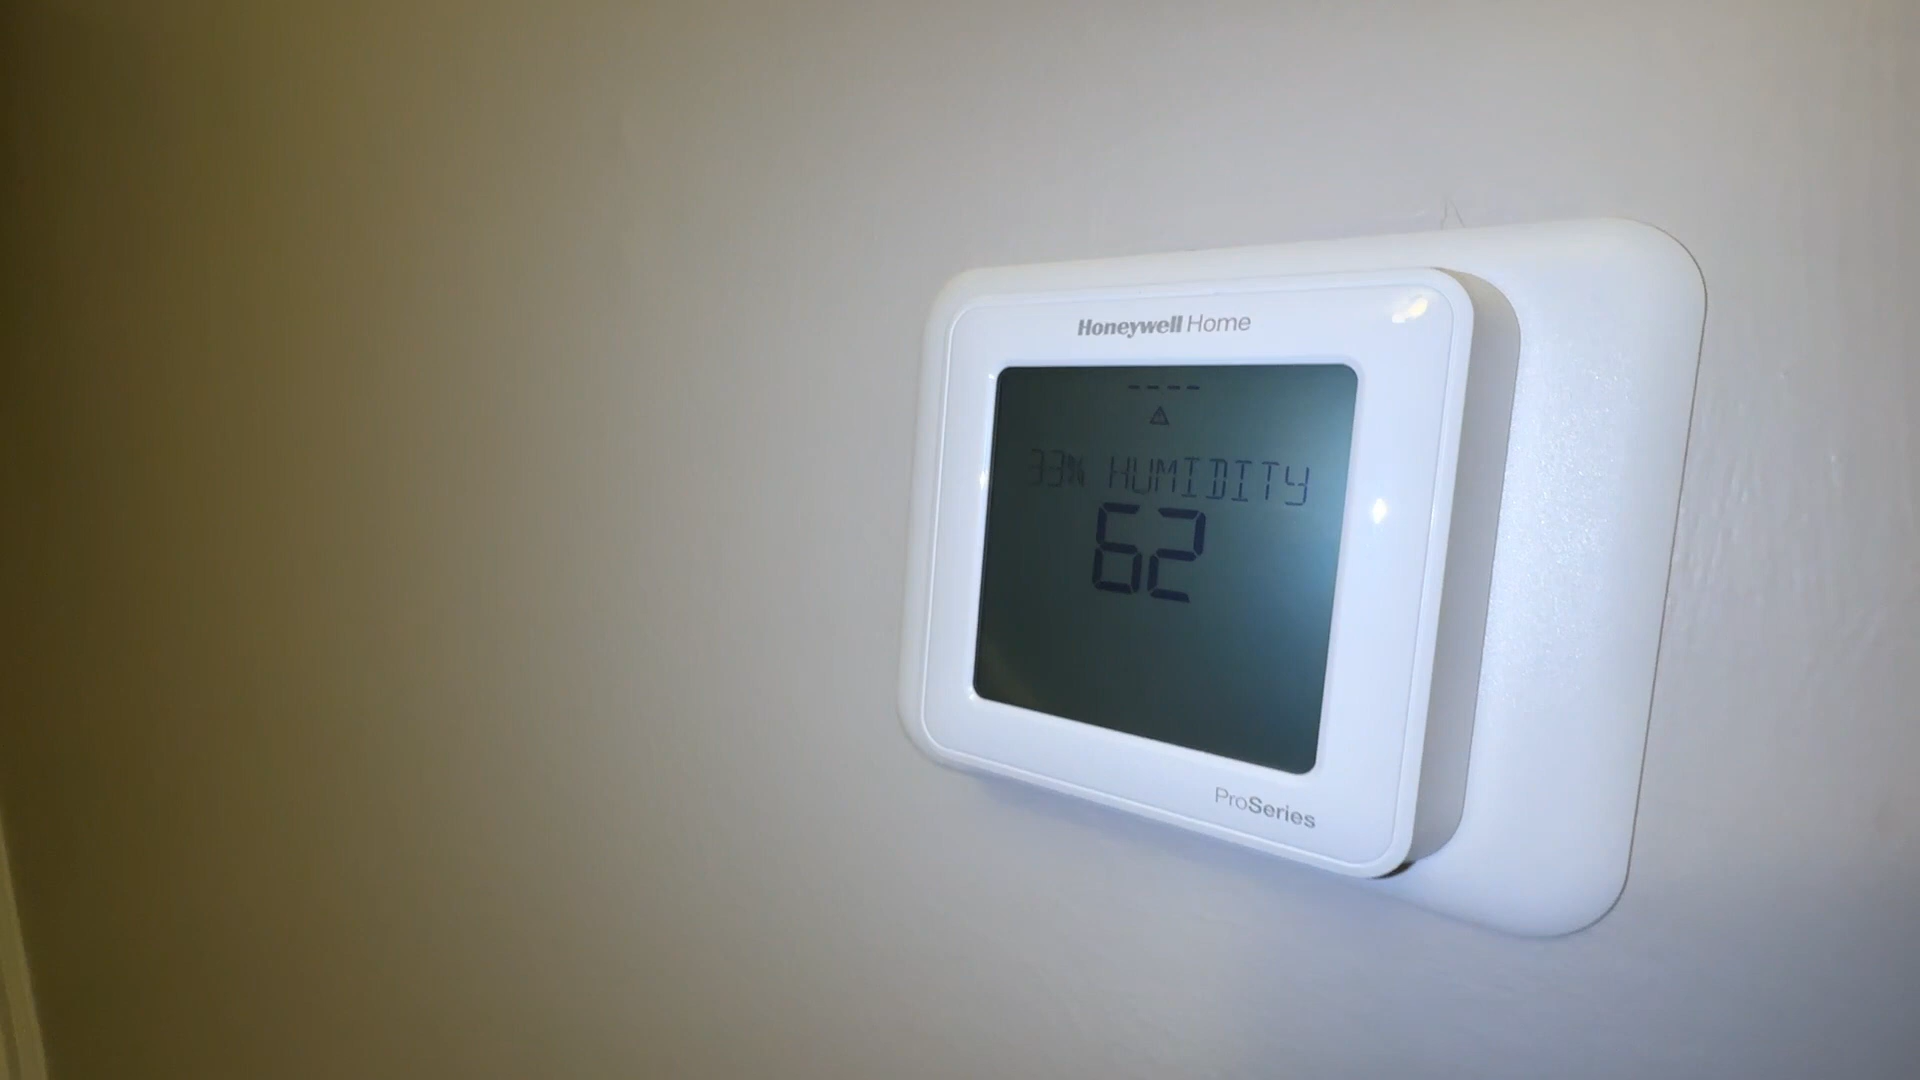 Honeywell Home
----
33% HUMIDITY
62
ProSeries